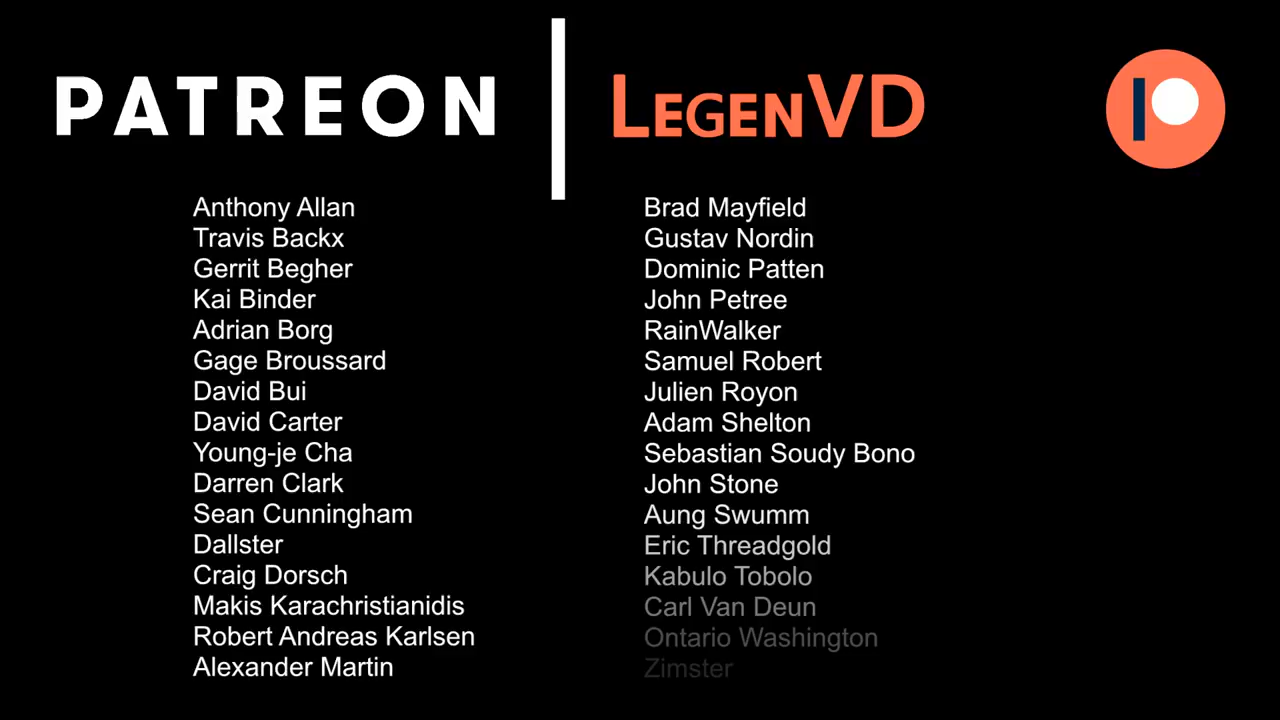 PATREON
LEGENVD
Anthony Allan
Travis Backx
Gerrit Begher
Kai Binder
Adrian Borg
Gage Broussard
David Bui
David Carter
Young-je Cha
Darren Clark
Sean Cunningham
Dallster
Craig Dorsch
Makis Karachristianidis
Robert Andreas Karlsen
Alexander Martin
Brad Mayfield
Gustav Nordin
Dominic Patten
John Petree
RainWalker
Samuel Robert
Julien Royon
Adam Shelton
Sebastian Soudy Bono
John Stone
Aung Swumm
Eric Threadgold
Kabulo Tobolo
Carl Van Deun
Ontario Washington
Zimster